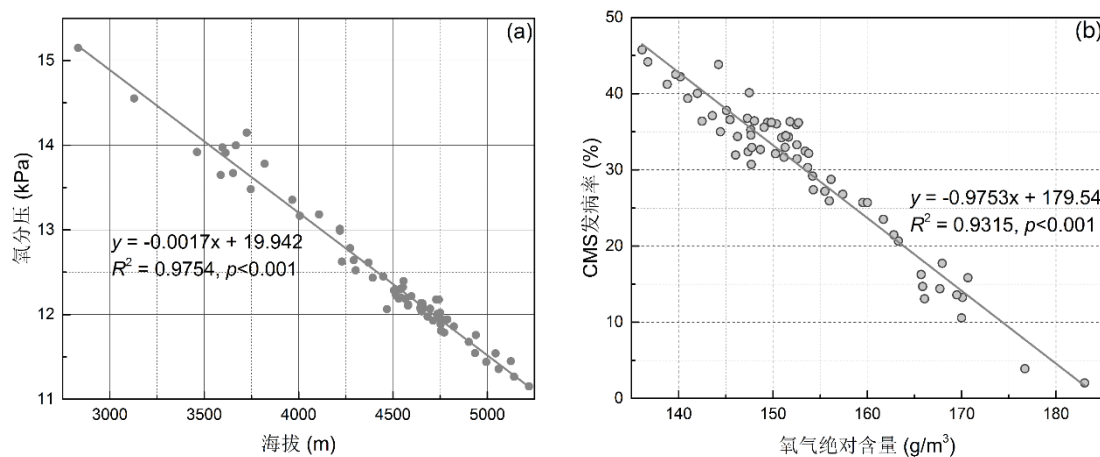 (a)
15
14
13
12
11
氧分压 (kPa)
y = -0.0017x + 19.942
R² = 0.9754, p<0.001
3000 3500 4000 4500 5000
海拔 (m)
(b)
50
40
30
20
10
0
CMS发病率 (%)
y = -0.9753x + 179.54
R² = 0.9315, p<0.001
140 150 160 170 180
氧气绝对含量 (g/m³)